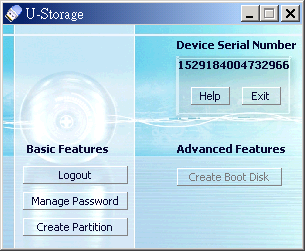 U-Storage
Device Serial Number
1529184004732966
Help
Exit
Basic Features
Advanced Features
Logout
Create Boot Disk
Manage Password
Create Partition